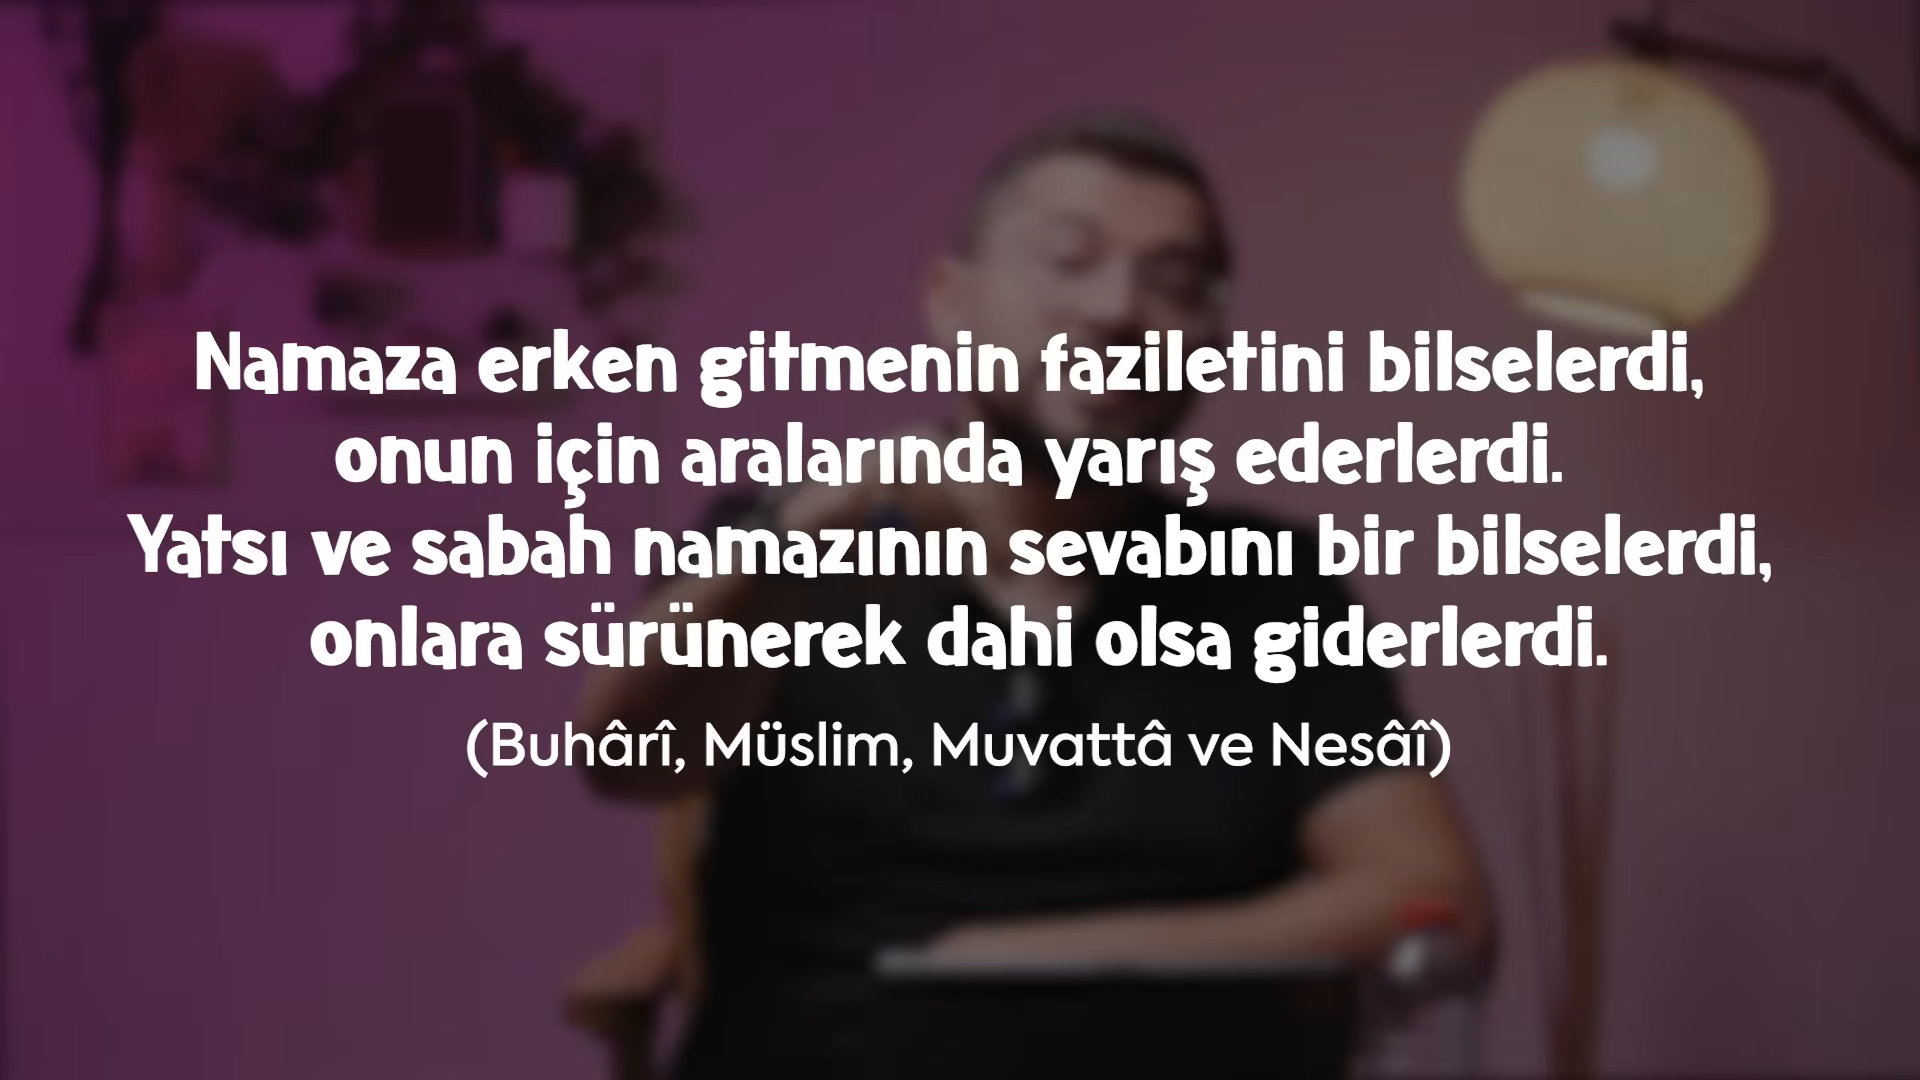 Namaza erken gitmenin faziletini bilselerdi,
onun için aralarında yarış ederlerdi.
Yatsı ve sabah namazının sevabını bir bilselerdi,
onlara sürünerek dahi olsa giderlerdi.
(Buhârî, Müslim, Muvattâ ve Nesâî)